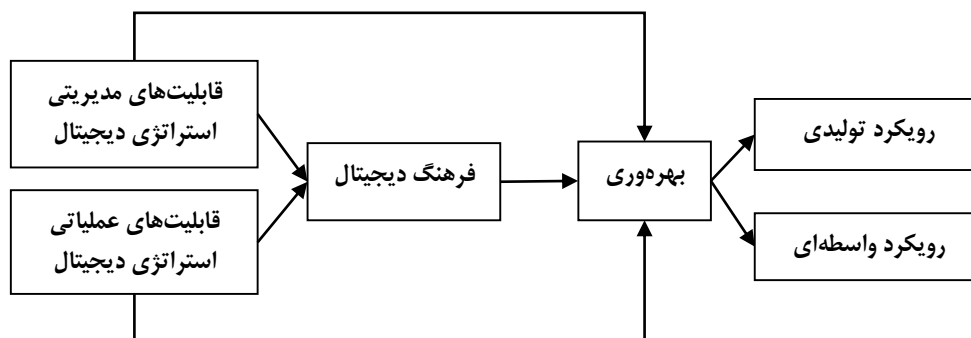 قابلیت‌های مدیریتی
استراتژی دیجیتال
قابلیت‌های عملیاتی
استراتژی دیجیتال
فرهنگ دیجیتال
بهره‌وری
رویکرد تولیدی
رویکرد واسطه‌ای